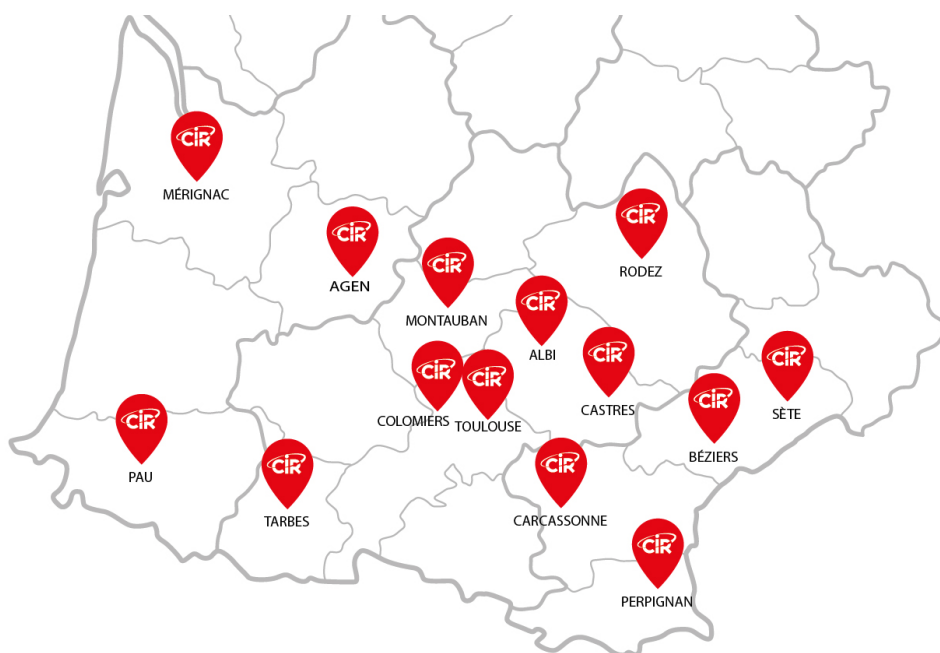 CiR
MÉRIGNAC
CiR
RODEZ
CiR
AGEN
CiR
MONTAUBAN
CiR
ALBI
CiR
CASTRES
CiR
SÈTE
CiR
COLOMIERS
CiR
TOULOUSE
CiR
BÉZIERS
CiR
PAU
CiR
TARBES
CiR
CARCASSONNE
CiR
PERPIGNAN